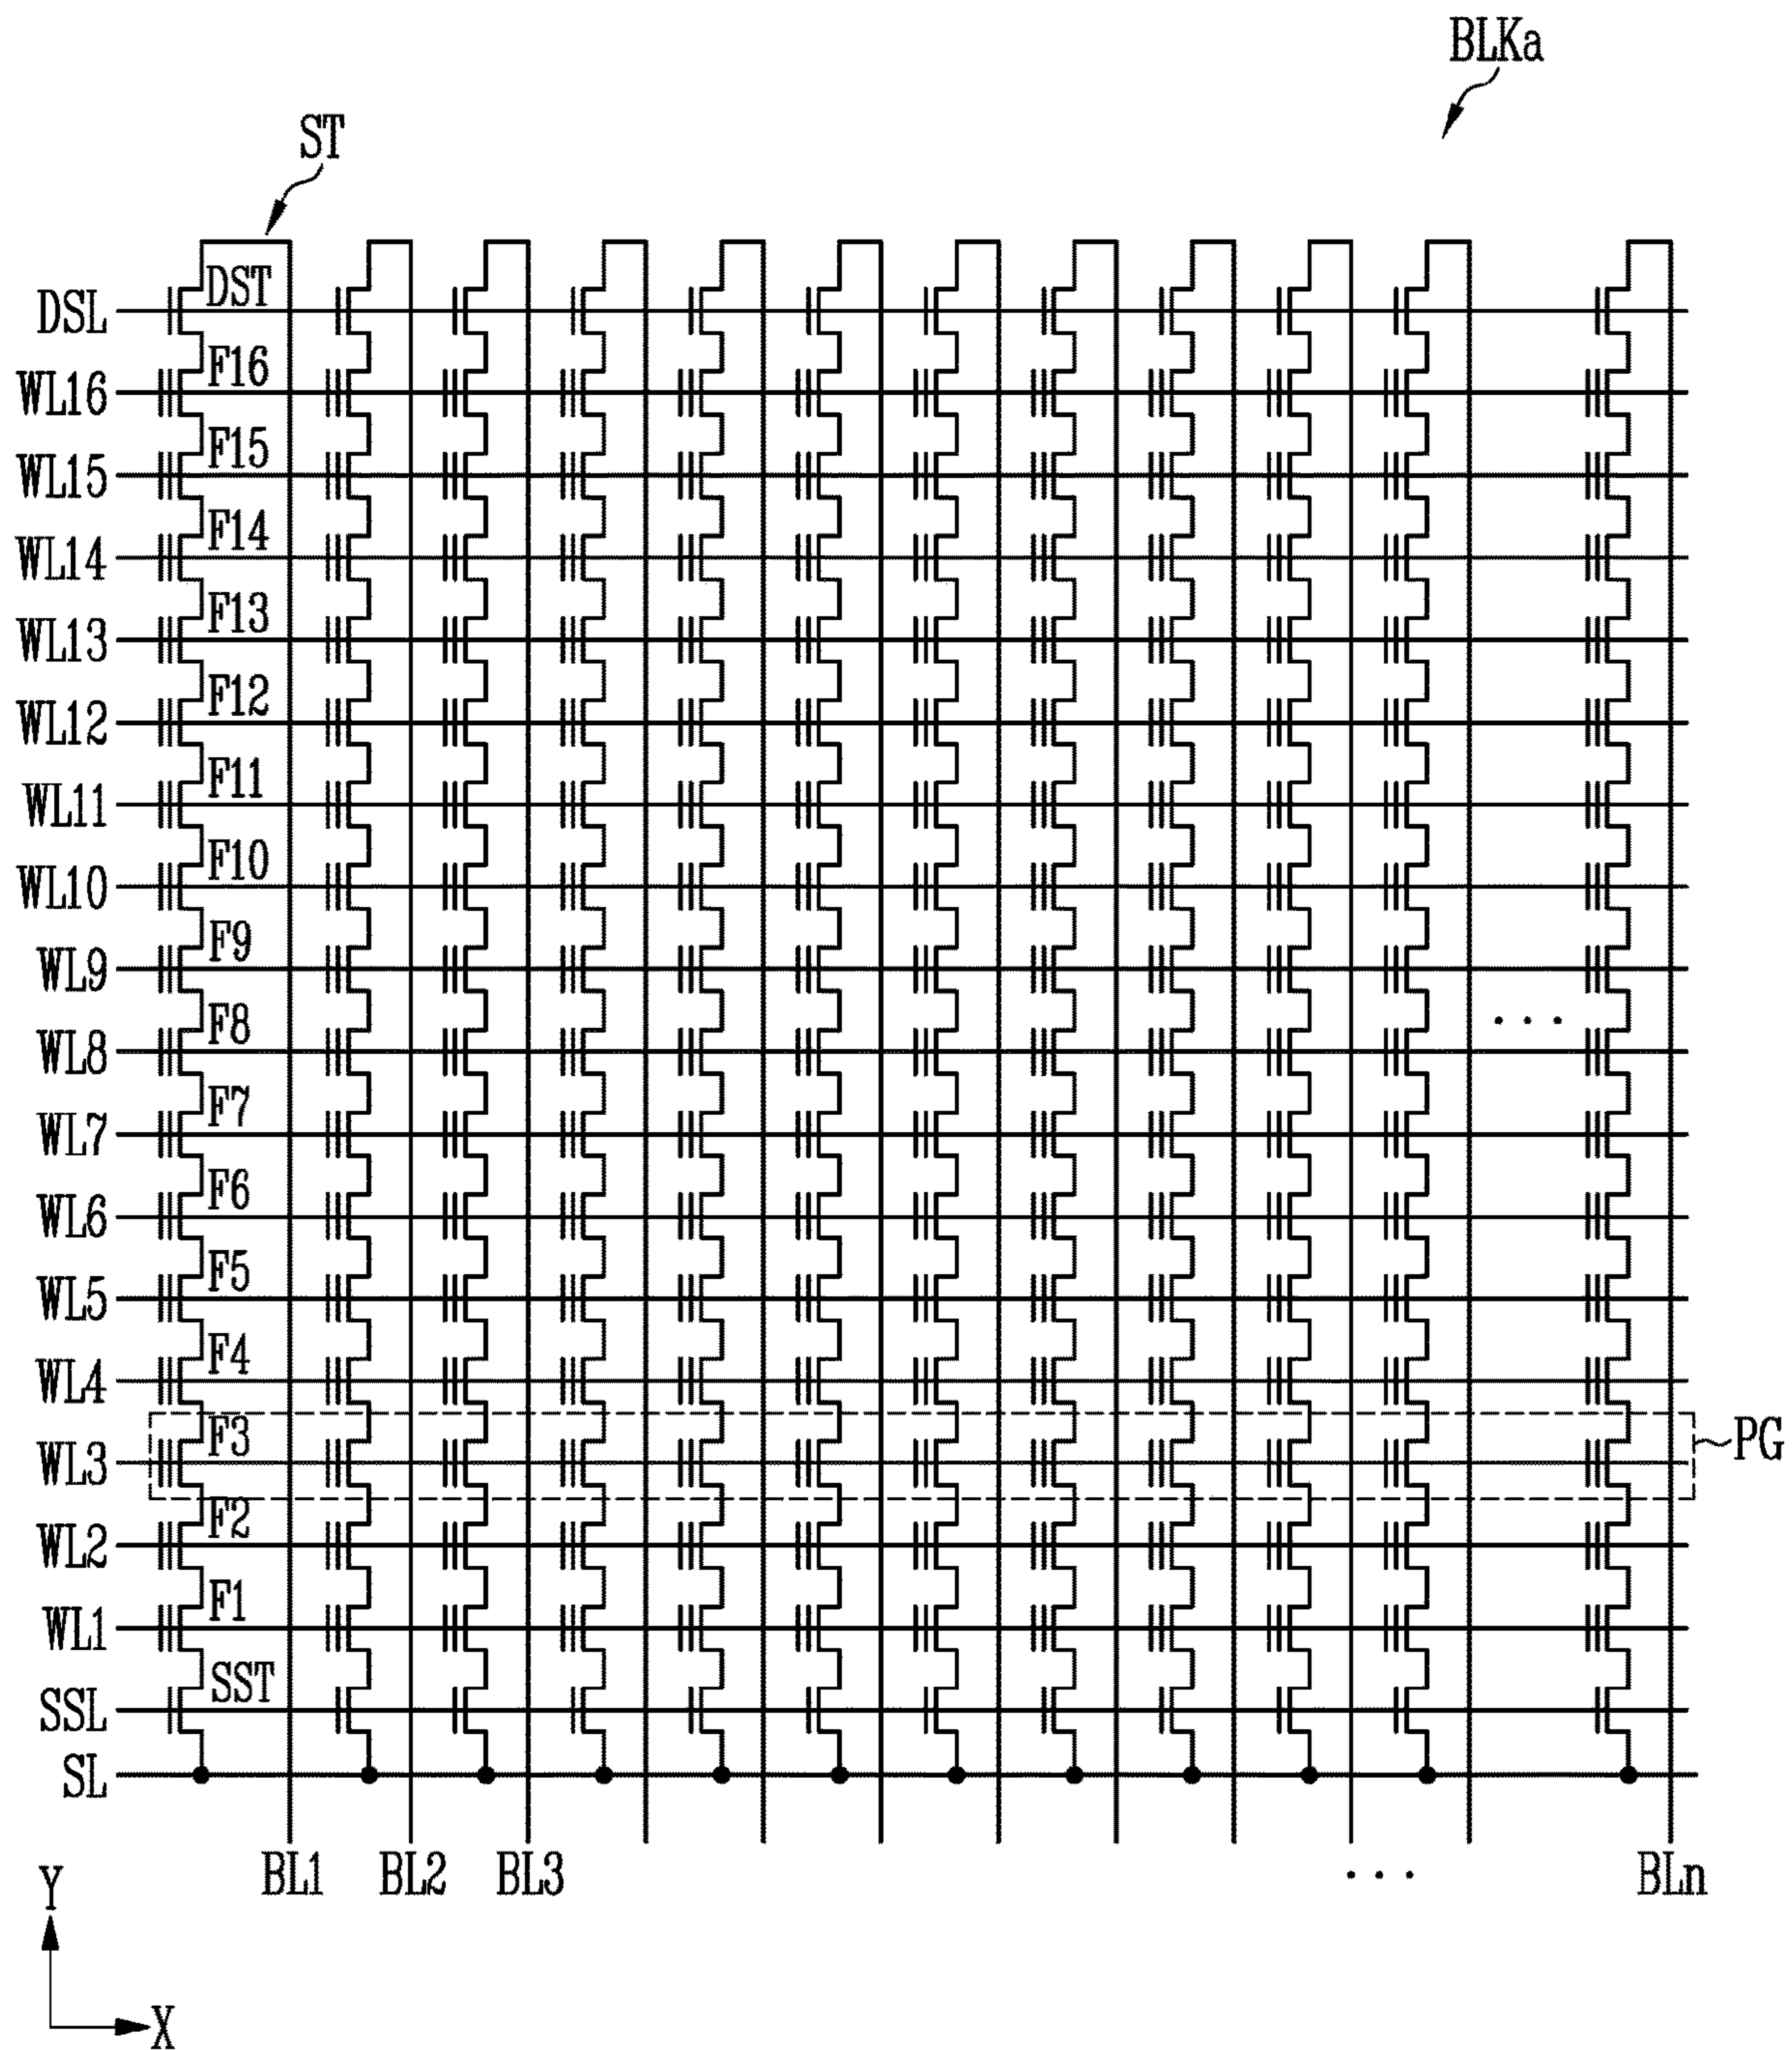 BLKa
ST
DST
DSL
F16
WL16
F15
WL15
F14
WL14
F13
WL13
F12
WL12
F11
WL11
F10
WL10
F9
WL9
F8
WL8
. . .
F7
WL7
F6
WL6
F5
WL5
F4
WL4
F3
WL3
PG
F2
WL2
F1
WL1
SST
SSL
SL
BL1 BL2 BL3 . . . BLn
Y
X